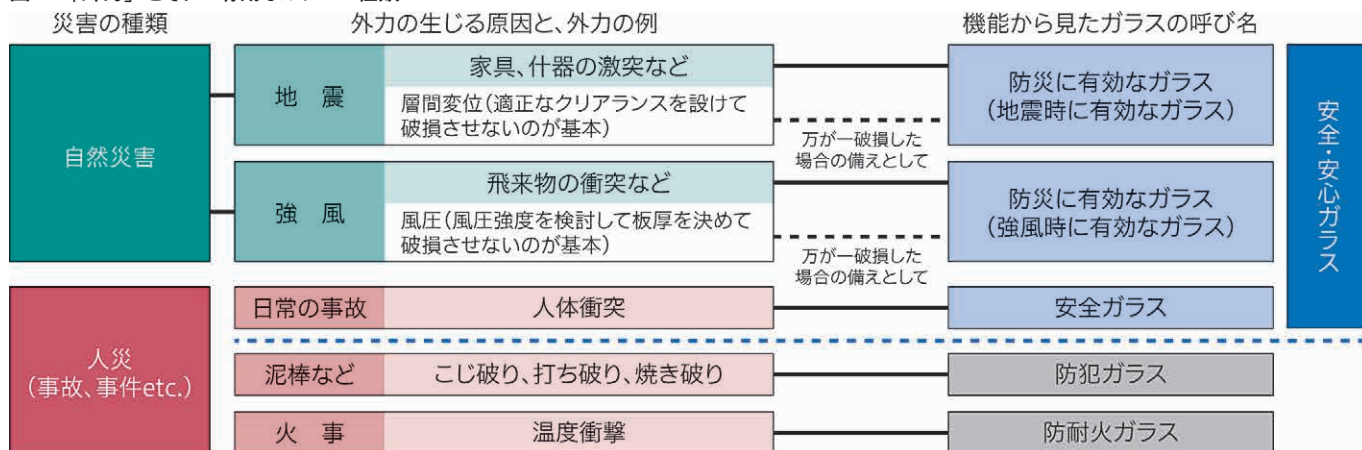 災害の種類
外力の生じる原因と、外力の例
機能から見たガラスの呼び名
自然災害
地 震
家具、什器の激突など
層間変位(適正なクリアランスを設けて
破損させないのが基本)
万が一破損した
場合の備えとして
防災に有効なガラス
(地震時に有効なガラス)
強 風
飛来物の衝突など
風圧(風圧強度を検討して板厚を決めて
破損させないのが基本)
万が一破損した
場合の備えとして
防災に有効なガラス
(強風時に有効なガラス)
安全・安心ガラス
人災
(事故、事件etc.)
日常の事故
人体衝突
安全ガラス
泥棒など
こじ破り、打ち破り、焼き破り
防犯ガラス
火 事
温度衝撃
防耐火ガラス